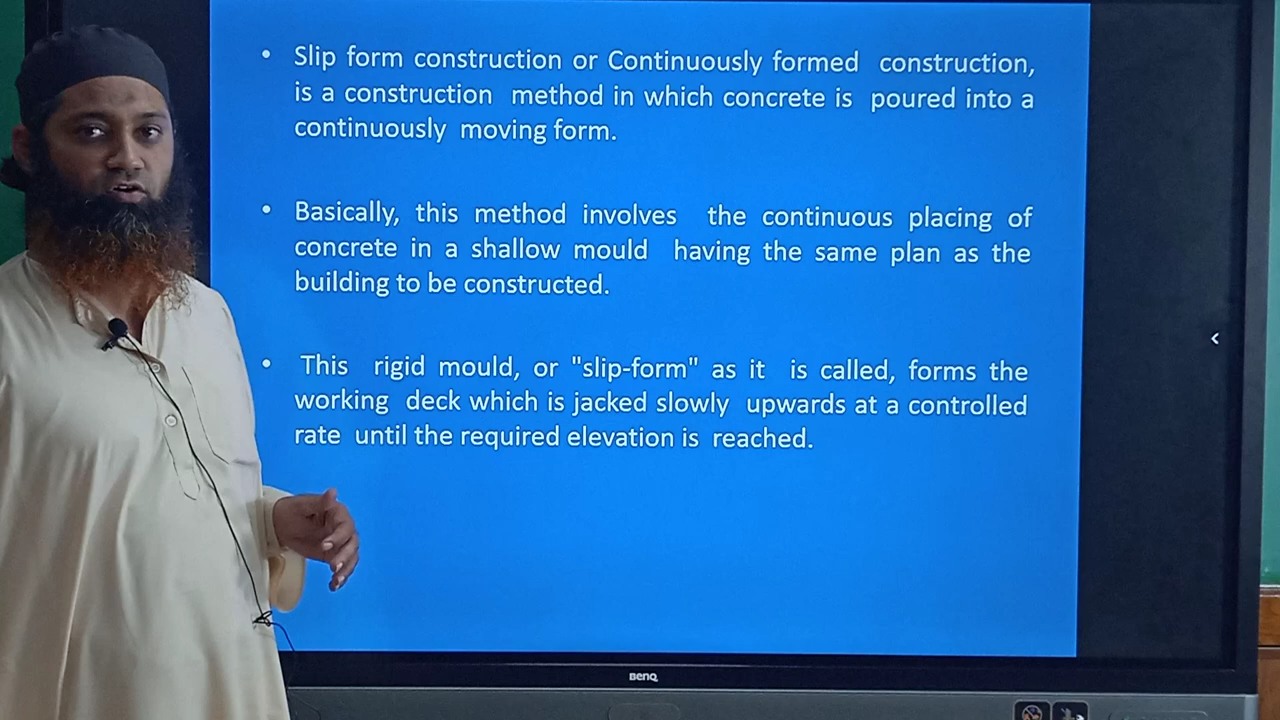 • Slip form construction or Continuously formed construction,
is a construction method in which concrete is poured into a
continuously moving form.
• Basically, this method involves the continuous placing of
concrete in a shallow mould having the same plan as the
building to be constructed.
• This rigid mould, or "slip-form" as it is called, forms the
working deck which is jacked slowly upwards at a controlled
rate until the required elevation is reached.
BenQ